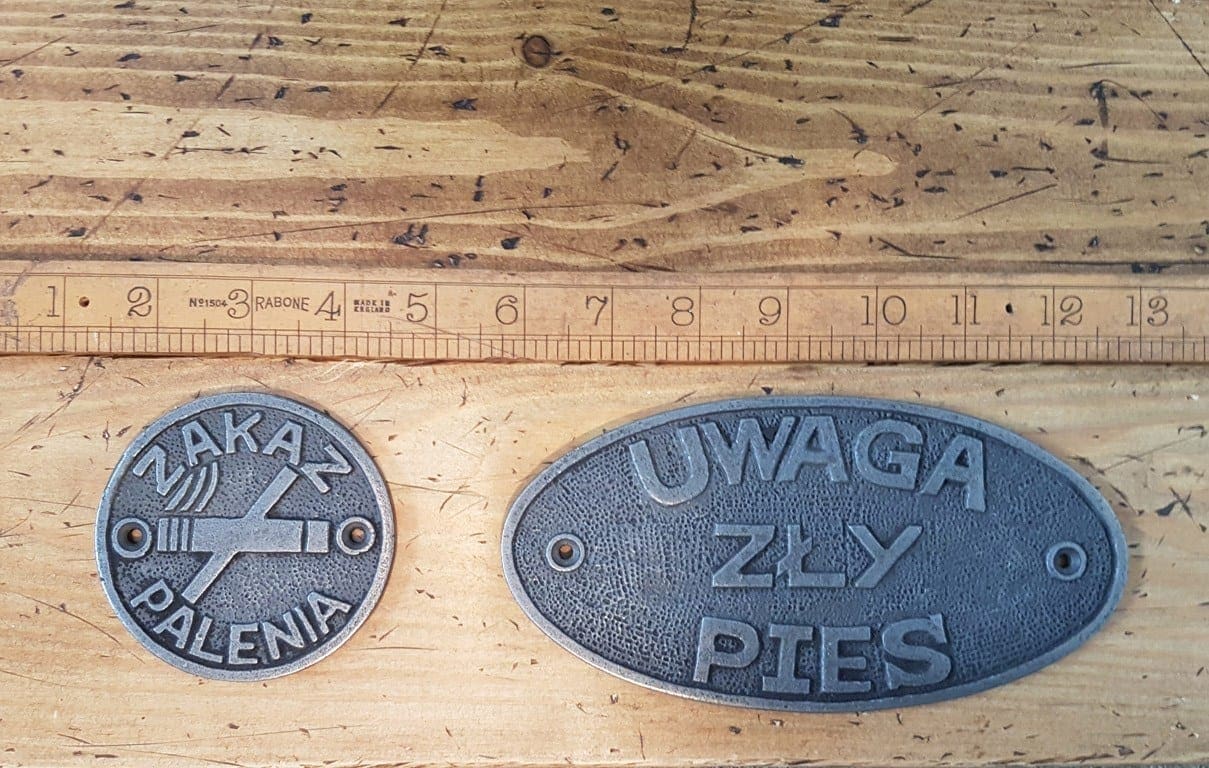 1 2 3 4 5 6 7 8 9 10 11 12 13
Nº1504
RABONE
MADE IN
ENGLAND
ZAKAZ
PALENIA
UWAGA
ZŁY
PIES